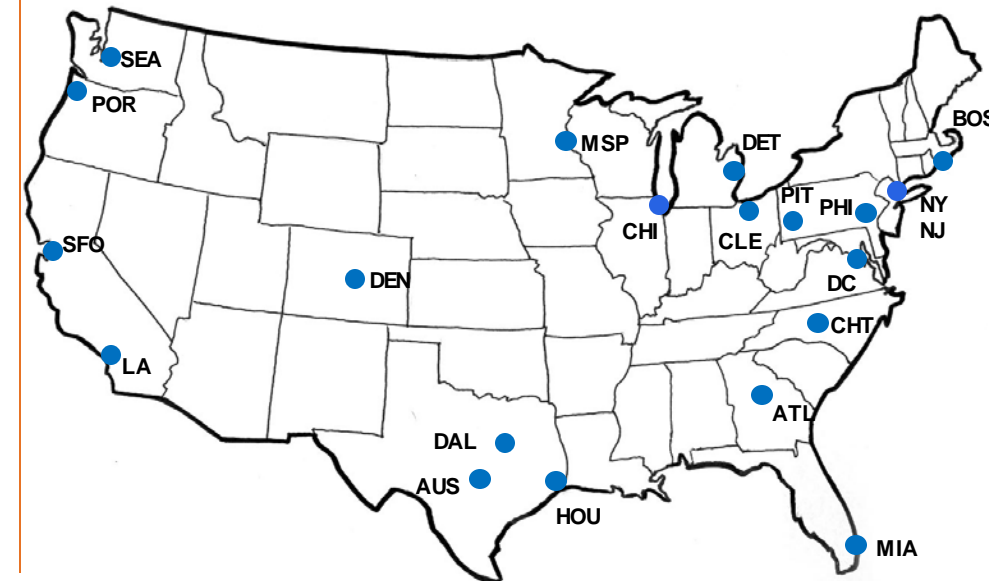 SEA
POR
BOS
MSP
DET
PIT
PHI
NY
NJ
CHI
CLE
SFO
DEN
DC
CHT
LA
ATL
DAL
AUS
HOU
MIA